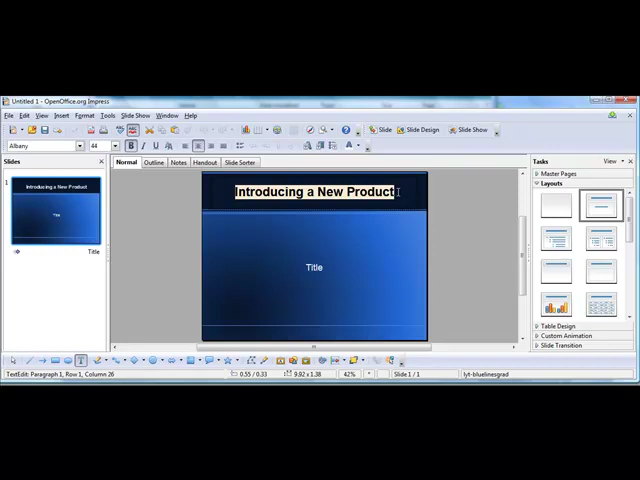 Untitled 1 - OpenOffice.org Impress
File Edit View Insert Format Tools Slide Show Window Help
Slide Slide Design Slide Show
Albany 44
Slides
Normal Outline Notes Handout Slide Sorter
Tasks View
Master Pages
Layouts
1
Introducing a New Product
Title
Title
Introducing a New Product
Title
Table Design
Custom Animation
Slide Transition
TextEdit: Paragraph 1, Row 1, Column 26
0.55 / 0.33
9.92 x 1.38
42%
*
Slide 1 / 1
lyt-bluelinesgrad